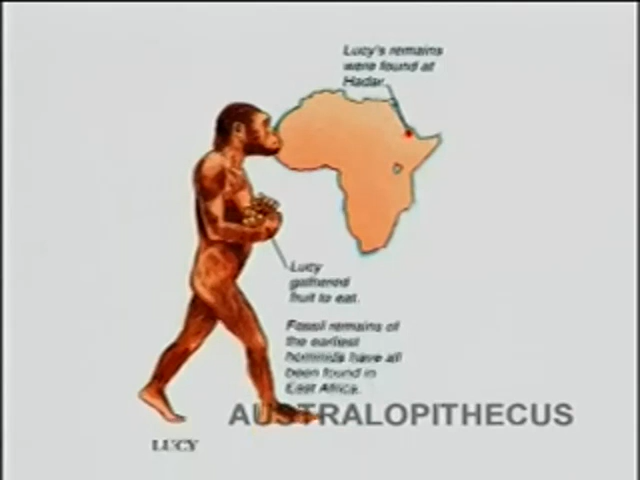 Lucy's remains
were found at
Hadar.
Lucy
gathered
fruit to eat.
Fossil remains of
the earliest
hominids have all
been found in
East Africa.
AUSTRALOPITHECUS
LUCY